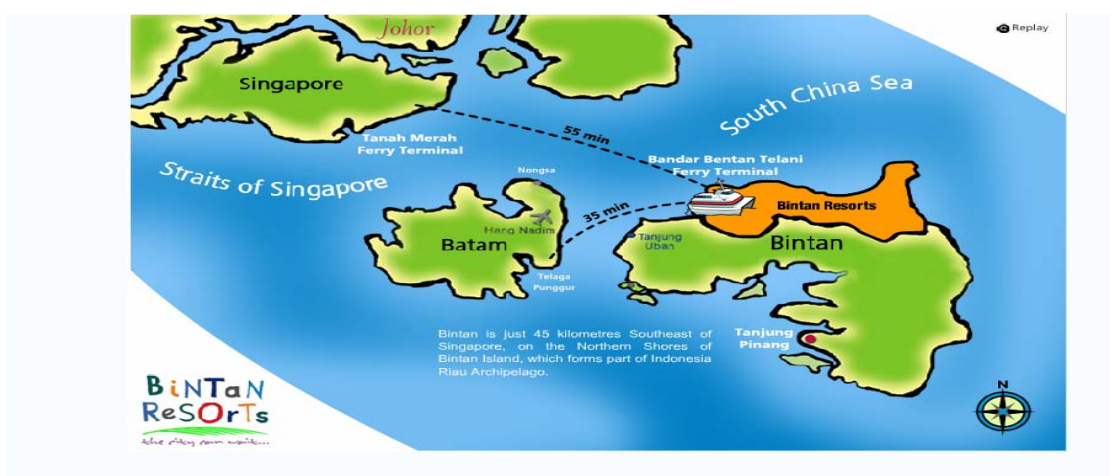 Johor
Replay
Singapore
South China Sea
55 min
Tanah Merah
Ferry Terminal
Bandar Bentan Telani
Ferry Terminal
Straits of Singapore
Nongsa
Bintan Resorts
35 min
Hang Nadim
Batam
Tanjung
Uban
Bintan
Telaga
Punggur
Bintan is just 45 kilometres Southeast of
Singapore, on the Northern Shores of
Bintan Island, which forms part of Indonesia
Riau Archipelago.
Tanjung
Pinang
BiNTaN
ReSOrTs
N